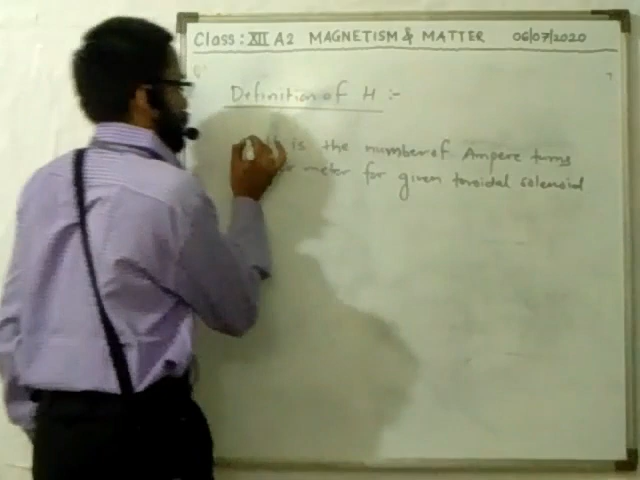 Class: XII A2 MAGNETISM & MATTER 06/07/2020
Definition of H :-
is the number of Ampere turns
meter for given toroidal solenoid